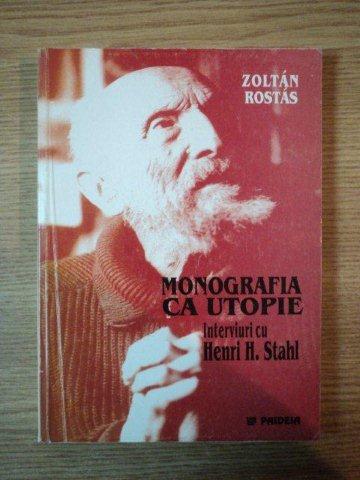 ZOLTÁN
ROSTÁS
MONOGRAFIA
CA UTOPIE
Interviuri cu
Henri H. Stahl
PAIDEIA